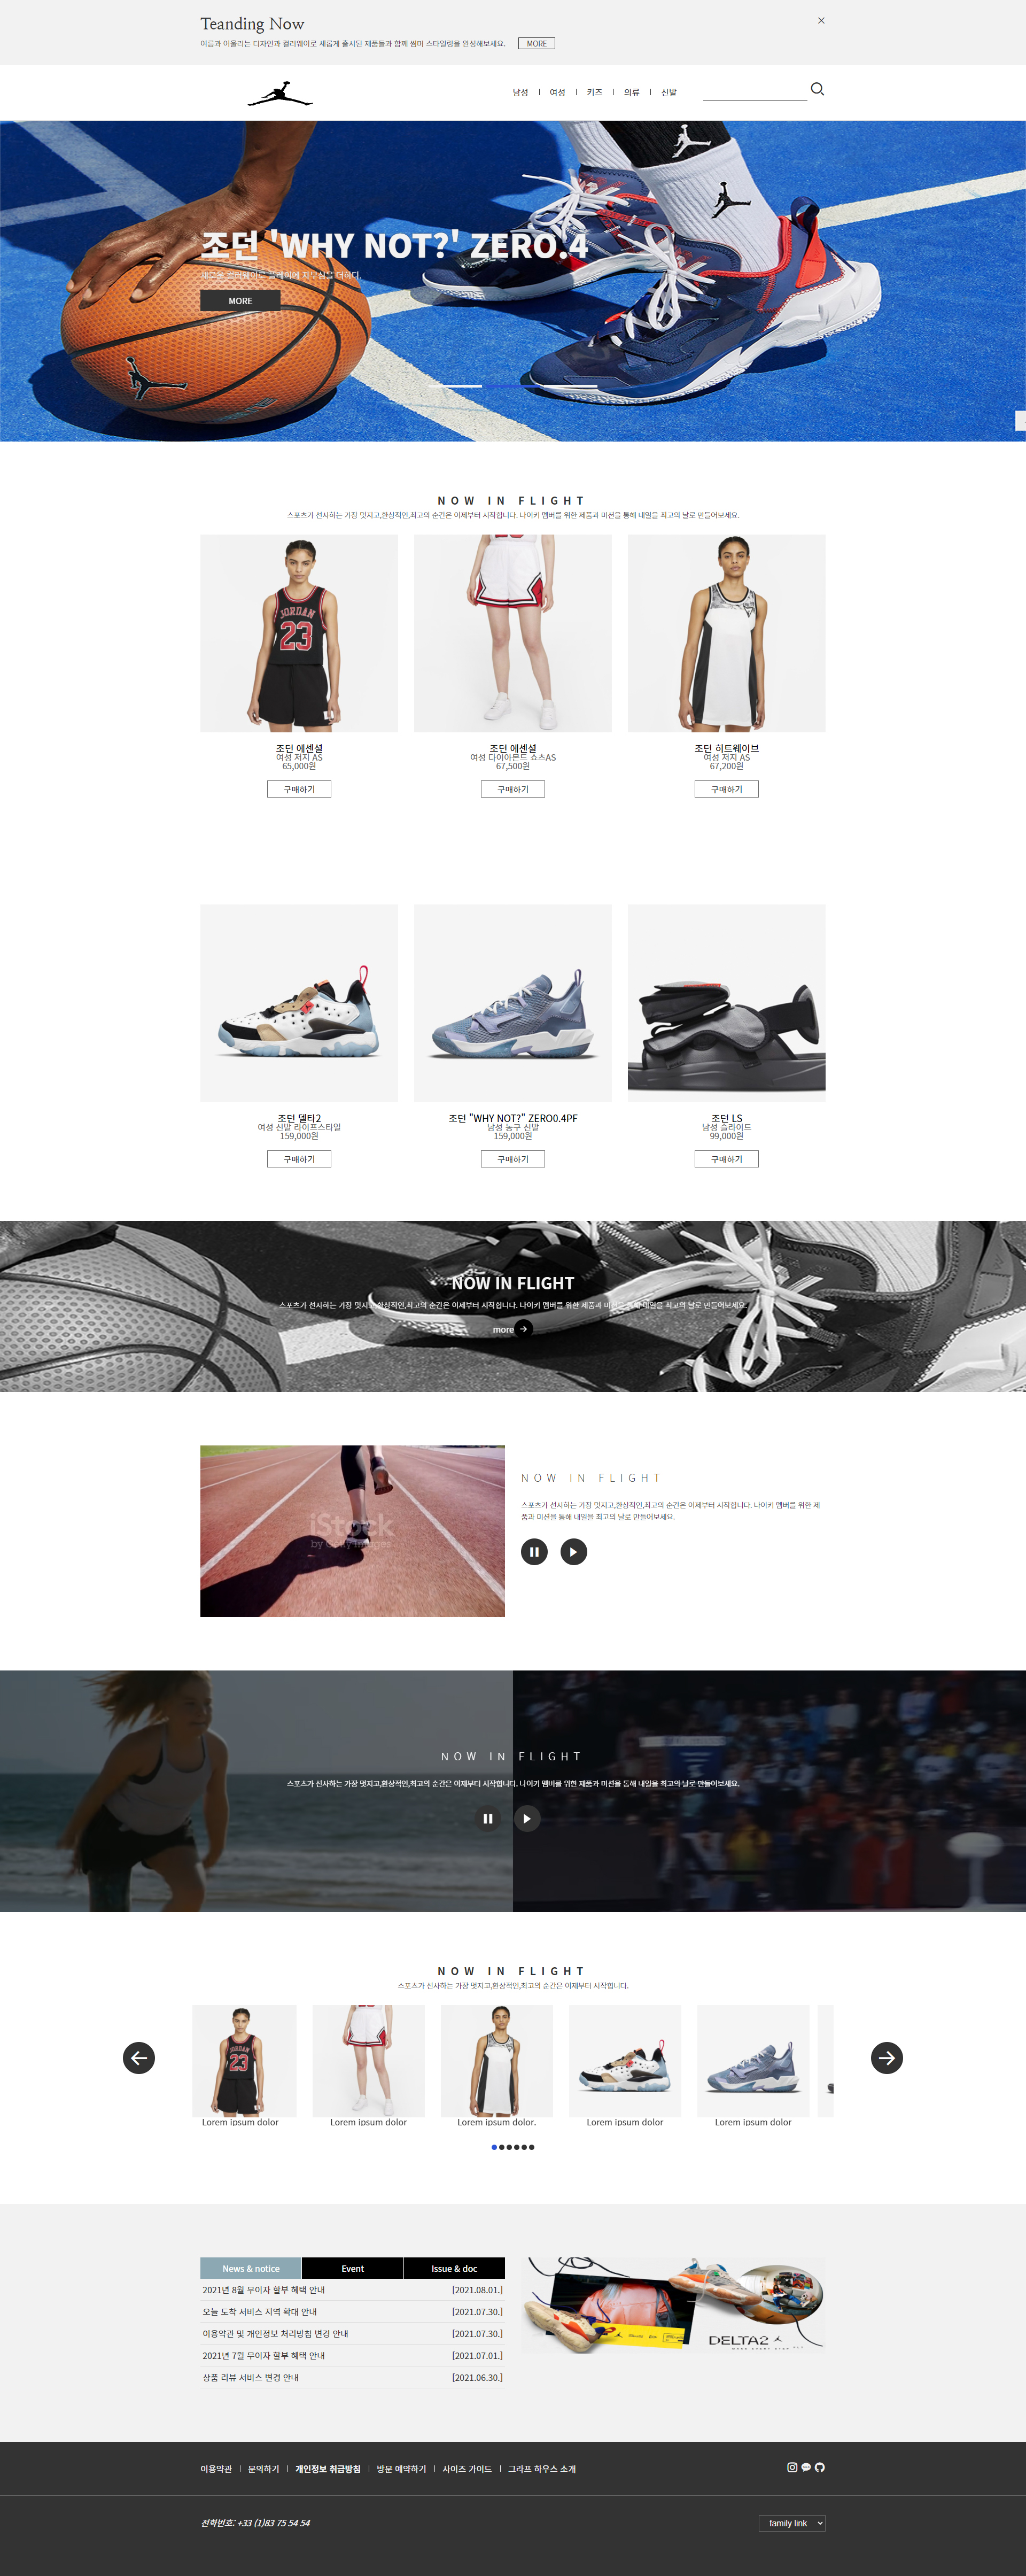 Teanding Now
여름과 어울리는 디자인과 컬러웨이로 새롭게 출시된 제품들과 함께 썸머 스타일링을 완성해보세요. MORE
남성 여성 키즈 의류 신발
조던 'WHY NOT?' ZERO.4
MORE
NOW IN FLIGHT
스포츠가 선사하는 가장 멋지고,환상적인,최고의 순간은 이제부터 시작입니다. 나이키 멤버를 위한 제품과 미션을 통해 내일을 최고의 날로 만들어보세요.
JORDAN
23
조던 에센셜
여성 저지 AS
65,000원
구매하기
조던 에센셜
여성 다이아몬드 쇼츠AS
67,500원
구매하기
조던 히트웨이브
여성 저지 AS
67,200원
구매하기
조던 델타2
여성 신발 라이프스타일
159,000원
구매하기
조던 "WHY NOT?" ZERO0.4PF
남성 농구 신발
159,000원
구매하기
조던 LS
남성 슬라이드
99,000원
구매하기
NOW IN FLIGHT
스포츠가 선사하는 가장 멋지고,환상적인,최고의 순간은 이제부터 시작입니다. 나이키 멤버를 위한 제품과 미션을 통해 내일을 최고의 날로 만들어보세요.
more
iStock
by Getty Images
NOW IN FLIGHT
스포츠가 선사하는 가장 멋지고,환상적인,최고의 순간은 이제부터 시작입니다. 나이키 멤버를 위한 제
품과 미션을 통해 내일을 최고의 날로 만들어보세요.
NOW IN FLIGHT
스포츠가 선사하는 가장 멋지고,환상적인,최고의 순간은 이제부터 시작입니다. 나이키 멤버를 위한 제품과 미션을 통해 내일을 최고의 날로 만들어보세요.
NOW IN FLIGHT
스포츠가 선사하는 가장 멋지고,환상적인,최고의 순간은 이제부터 시작입니다.
23
Lorem ipsum dolor
Lorem ipsum dolor
Lorem ipsum dolor.
Lorem ipsum dolor
Lorem ipsum dolor
News & notice Event Issue & doc
2021년 8월 무이자 할부 혜택 안내 [2021.08.01.]
오늘 도착 서비스 지역 확대 안내 [2021.07.30.]
이용약관 및 개인정보 처리방침 변경 안내 [2021.07.30.]
2021년 7월 무이자 할부 혜택 안내 [2021.07.01.]
상품 리뷰 서비스 변경 안내 [2021.06.30.]
DELTA2
이용약관 문의하기 개인정보 취급방침 방문 예약하기 사이즈 가이드 그라프 하우스 소개
전화번호: +33 (1)83 75 54 54
family link